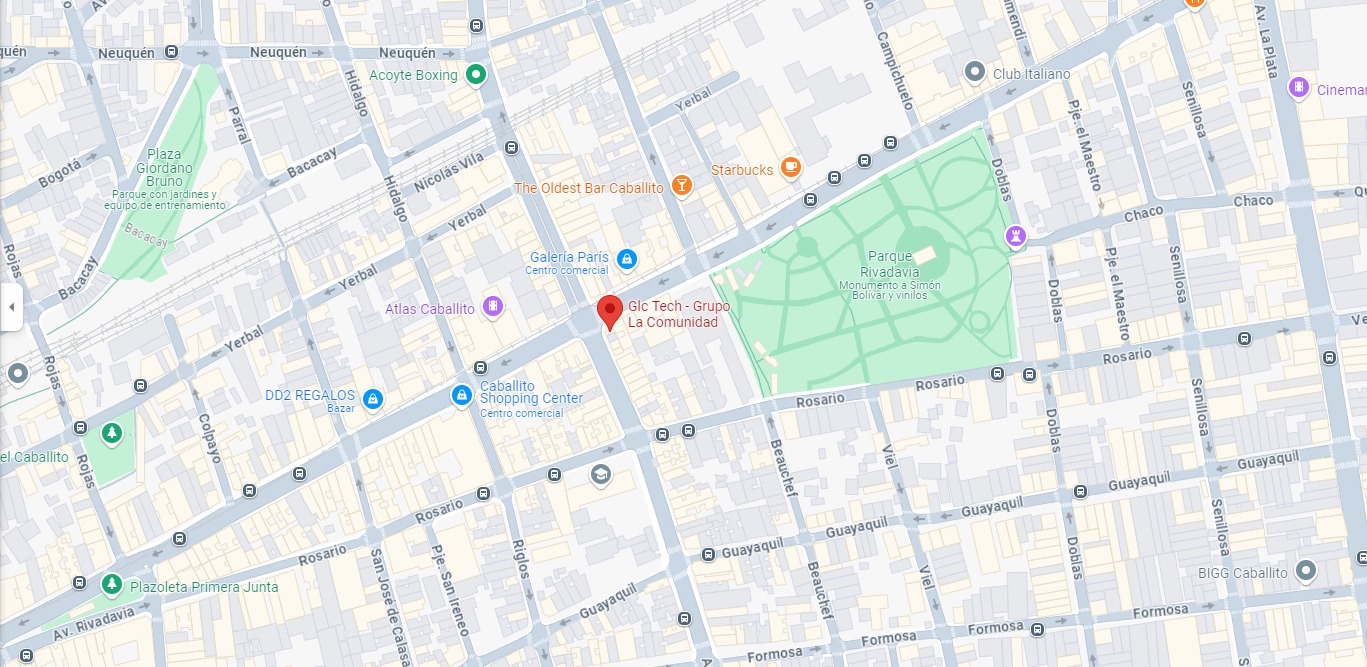 Neuquén
Neuquén
Neuquén
quén
Av.
Acoyte Boxing
Hidalgo
Parral
Bacacay
Nicolás Vila
Yerbal
Campichuelo
Club Italiano
Av. La Plata
Cinemar
Senillosa
Pje. el Maestro
Plaza
Giordano
Bruno
Parque con jardines y
equipo de entrenamiento
Bogotá
Bacacay
Bacacay
Rojas
Hidalgo
Yerbal
The Oldest Bar Caballito
Starbucks
Doblas
Chaco
Chaco
Qu
Galería París
Centro comercial
Yerbal
Parque
Rivadavia
Monumento a Simón
Bolívar y vinilos
Atlas Caballito
Glc Tech - Grupo
La Comunidad
Doblas
Pje. el Maestro
Senillosa
Ve
Yerbal
Rosario
Rojas
DD2 REGALOS
Bazar
Caballito
Shopping Center
Centro comercial
Rosario
Rosario
Senillosa
Colpayo
el Caballito
Rojas
Doblas
Beauchef
Viel
Guayaquil
Guayaquil
Guayaquil
Rosario
Guayaquil
Guayaquil
Senillosa
Rosario
San José de Calasa
Pje. San Ireneo
Riglos
Beauchef
Viel
Doblas
BIGG Caballito
Plazoleta Primera Junta
Guayaquil
Av. Rivadavia
Formosa
Formosa
Formosa
Formosa
A